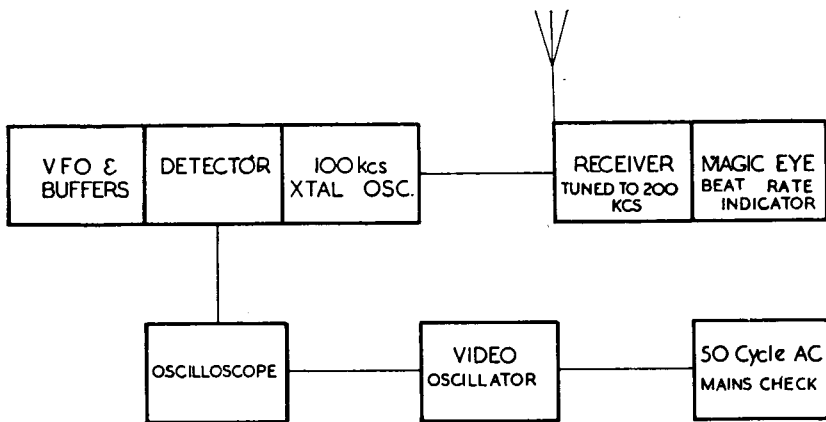 VFO &
BUFFERS
DETECTOR
100 kcs
XTAL OSC.
RECEIVER
TUNED TO 200
KCS
MAGIC EYE
BEAT RATE
INDICATOR
OSCILLOSCOPE
VIDEO
OSCILLATOR
50 Cycle AC
MAINS CHECK